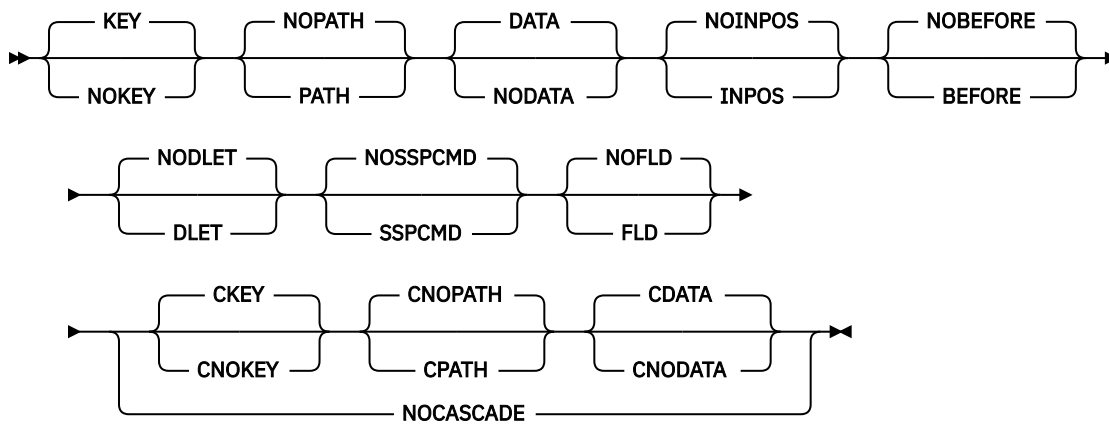 KEY NOPATH DATA NOINPOS NOBEFORE
NOKEY PATH NODATA INPOS BEFORE
NODLET NOSSPCMD NOFLD
DLET SSPCMD FLD
CKEY CNOPATH CDATA
CNOKEY CPATH CNODATA
NOCASCADE